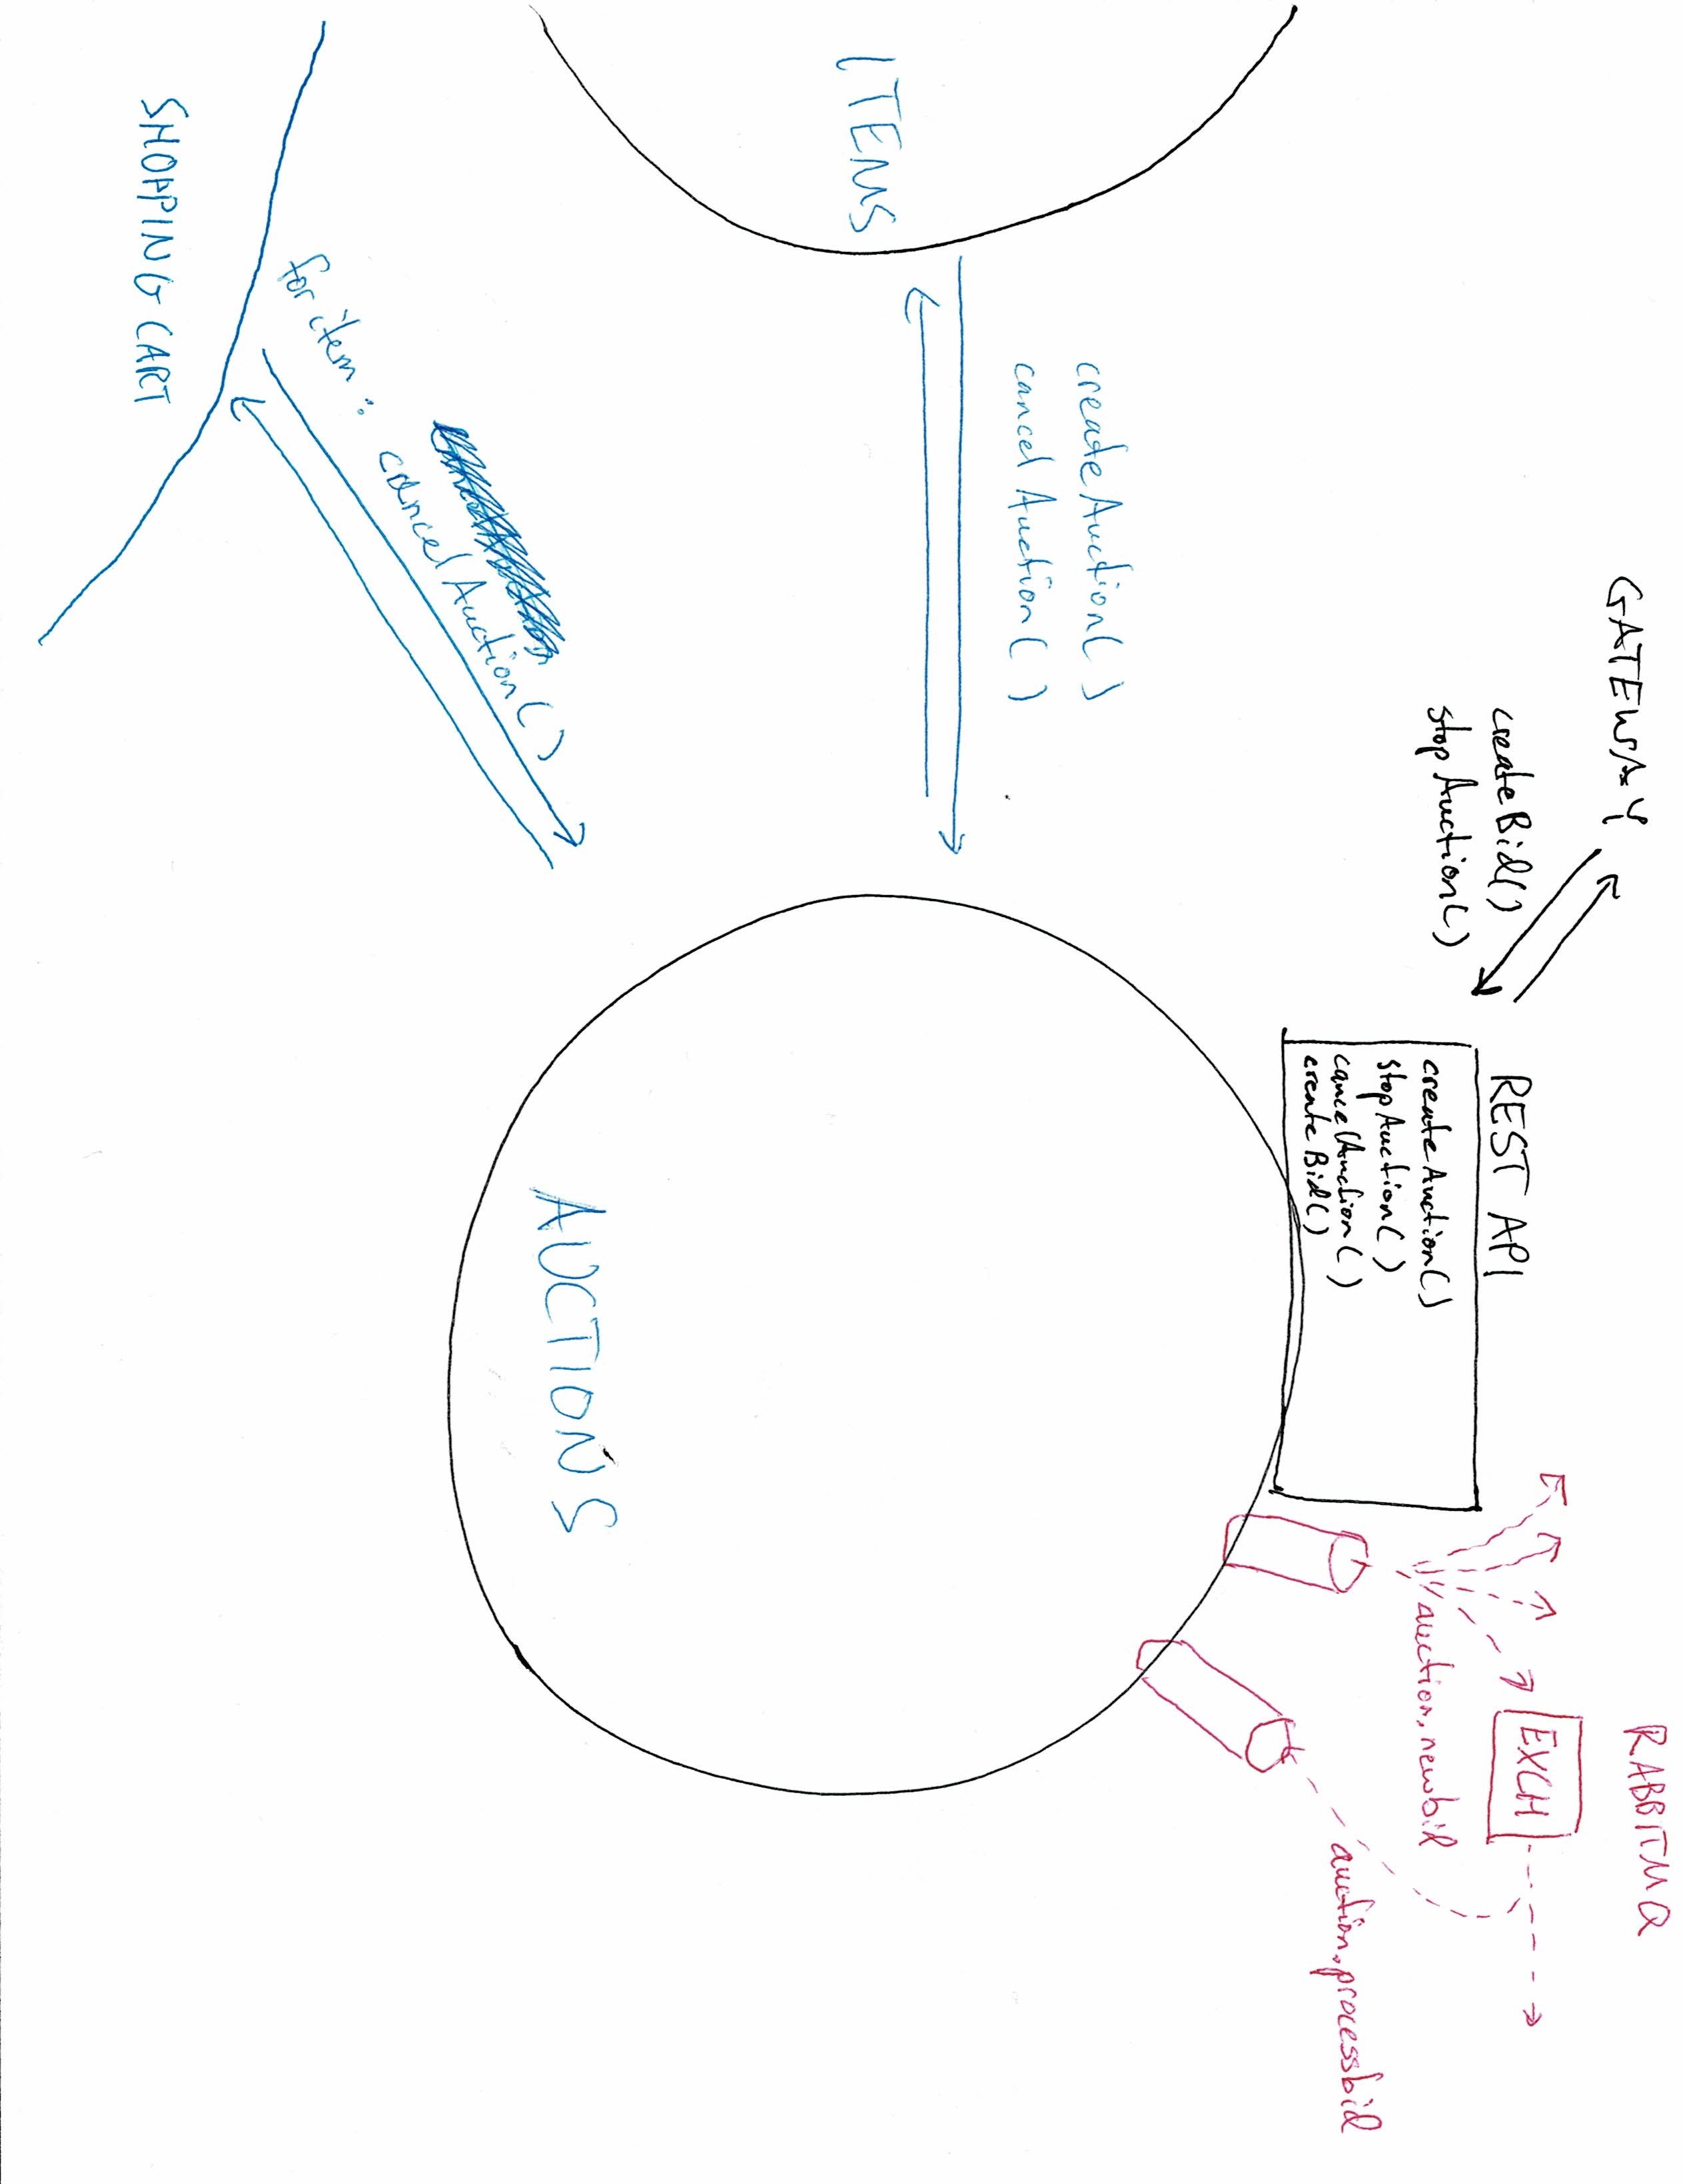 RABBITMQ
GATEWAY
EXCH
createBid()
stopAuction()
REST API
createAuction()
stopAuction()
cancelAuction()
createBid()
auction.newbid
auction.processbid
createAuction()
cancelAuction()
ITEMS
AUCTIONS
for item: cancelAuction()
SHOPPING CART